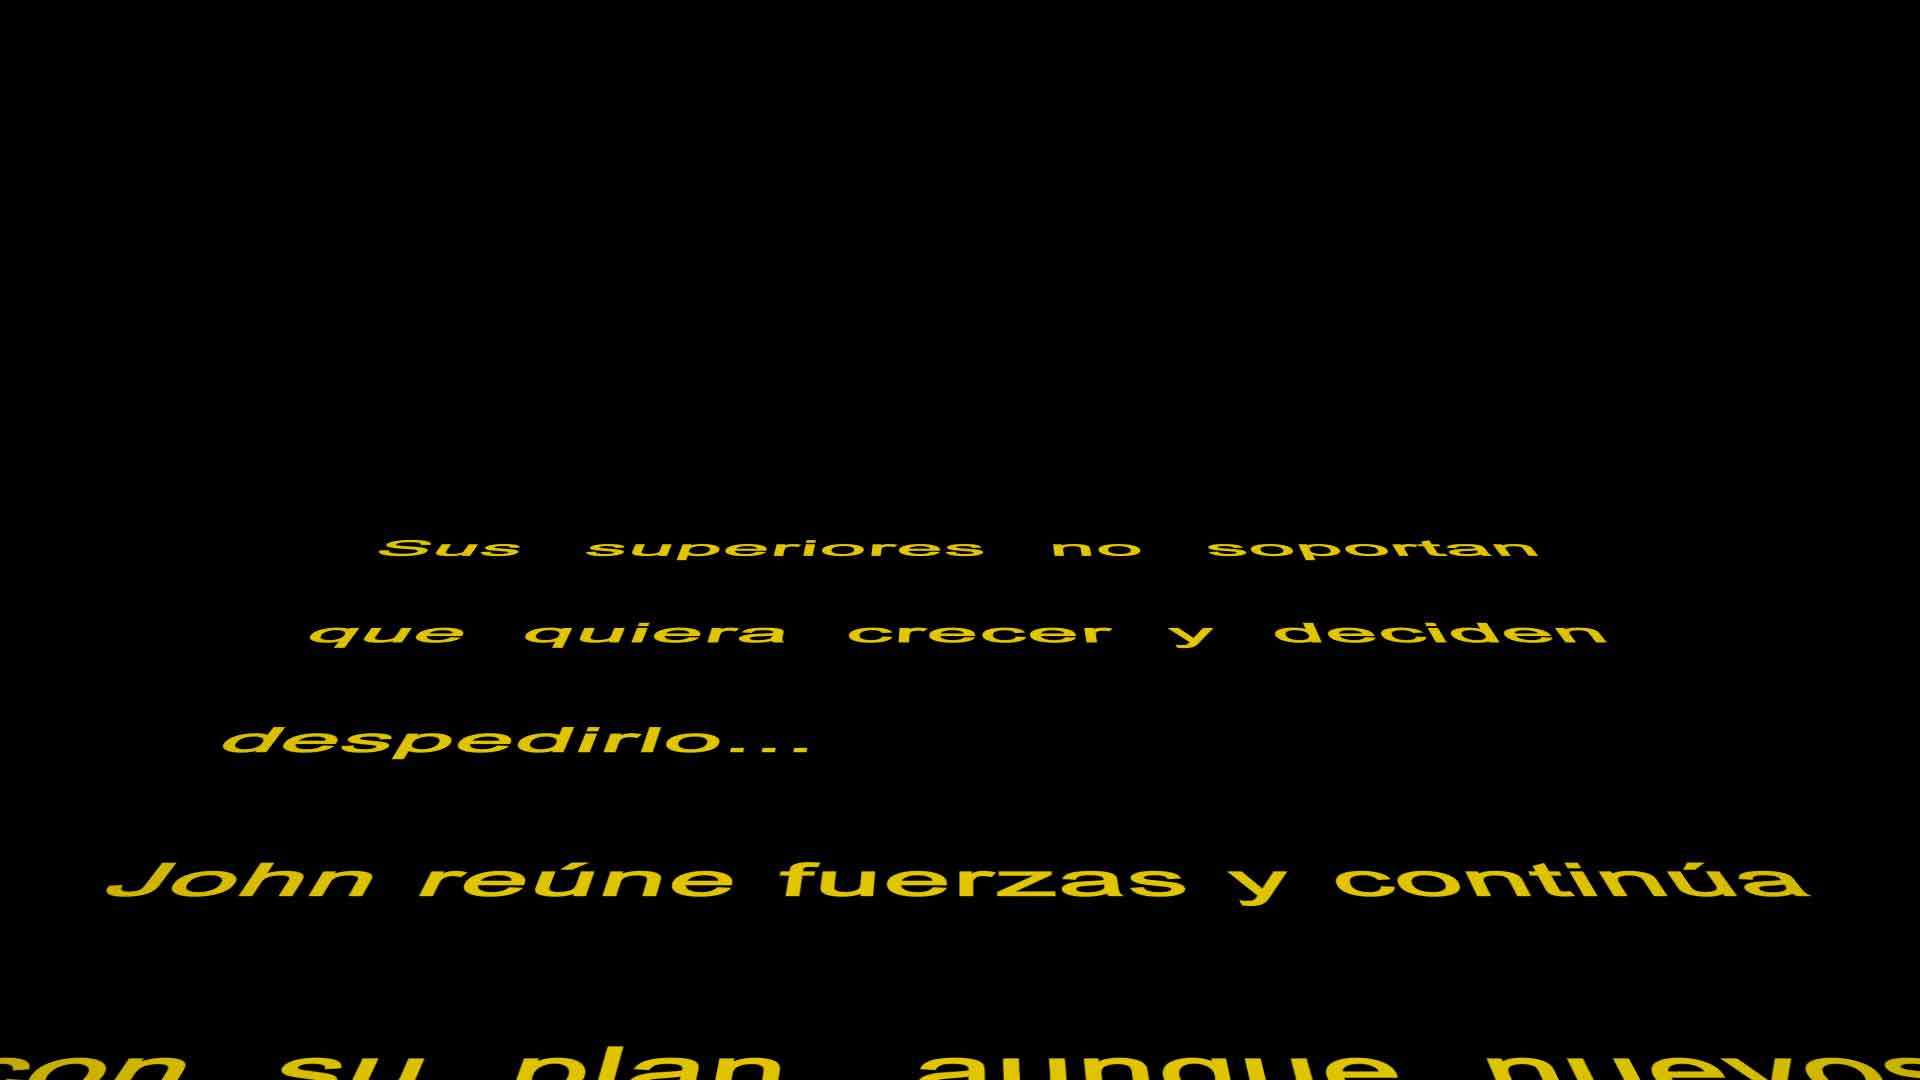 Sus superiores no soportan
que quiera crecer y deciden
despedirlo...
John reúne fuerzas y continúa
con su plan, aunque nuevos